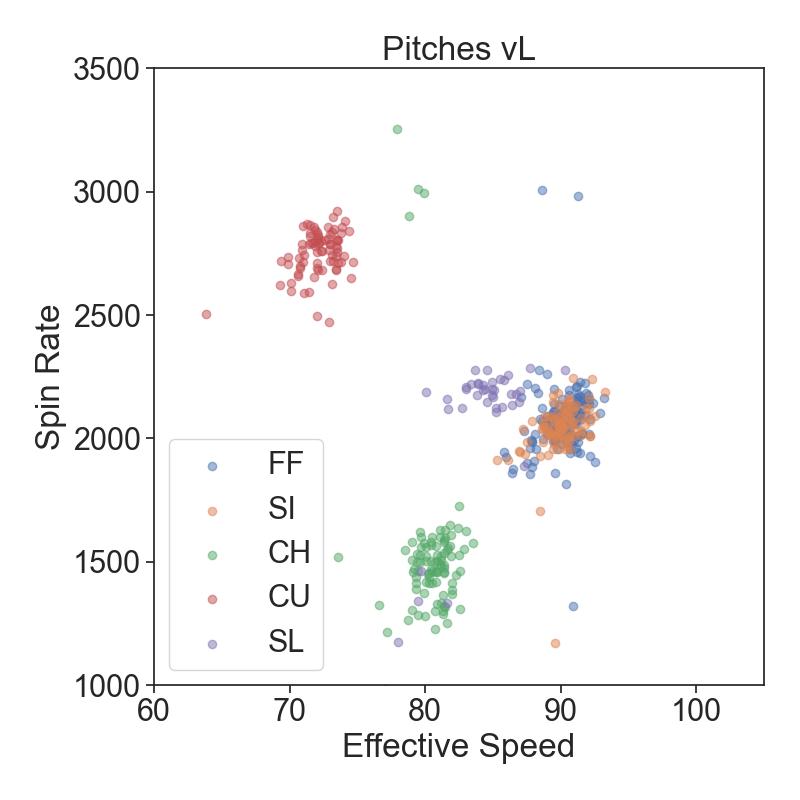 Pitches vL
3500
3000
2500
2000
1500
1000
Spin Rate
FF
SI
CH
CU
SL
60 70 80 90 100
Effective Speed